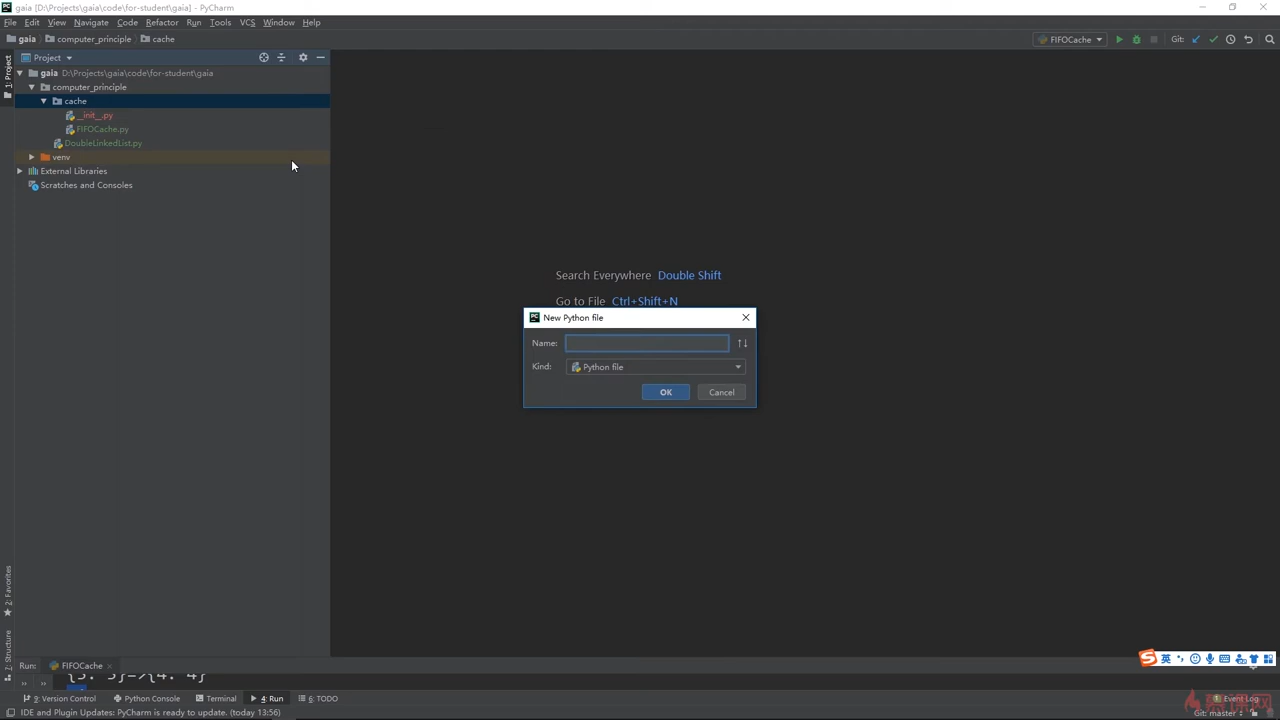 gaia [D:\Projects\gaia\code\for-student\gaia] - PyCharm
File Edit View Navigate Code Refactor Run Tools VCS Window Help
gaia computer_principle cache
FIFOCache
Git:
Project
gaia D:\Projects\gaia\code\for-student\gaia
computer_principle
cache
__init__.py
FIFOCache.py
DoubleLinkedList.py
venv
External Libraries
Scratches and Consoles
1: Project
2: Favorites
7: Structure
Search Everywhere Double Shift
Go to File Ctrl+Shift+N
New Python file
Name:
Kind: Python file
OK Cancel
英
Run: FIFOCache
9: Version Control Python Console Terminal 4: Run 6: TODO
Event Log
IDE and Plugin Updates: PyCharm is ready to update. (today 13:56)
Git: master